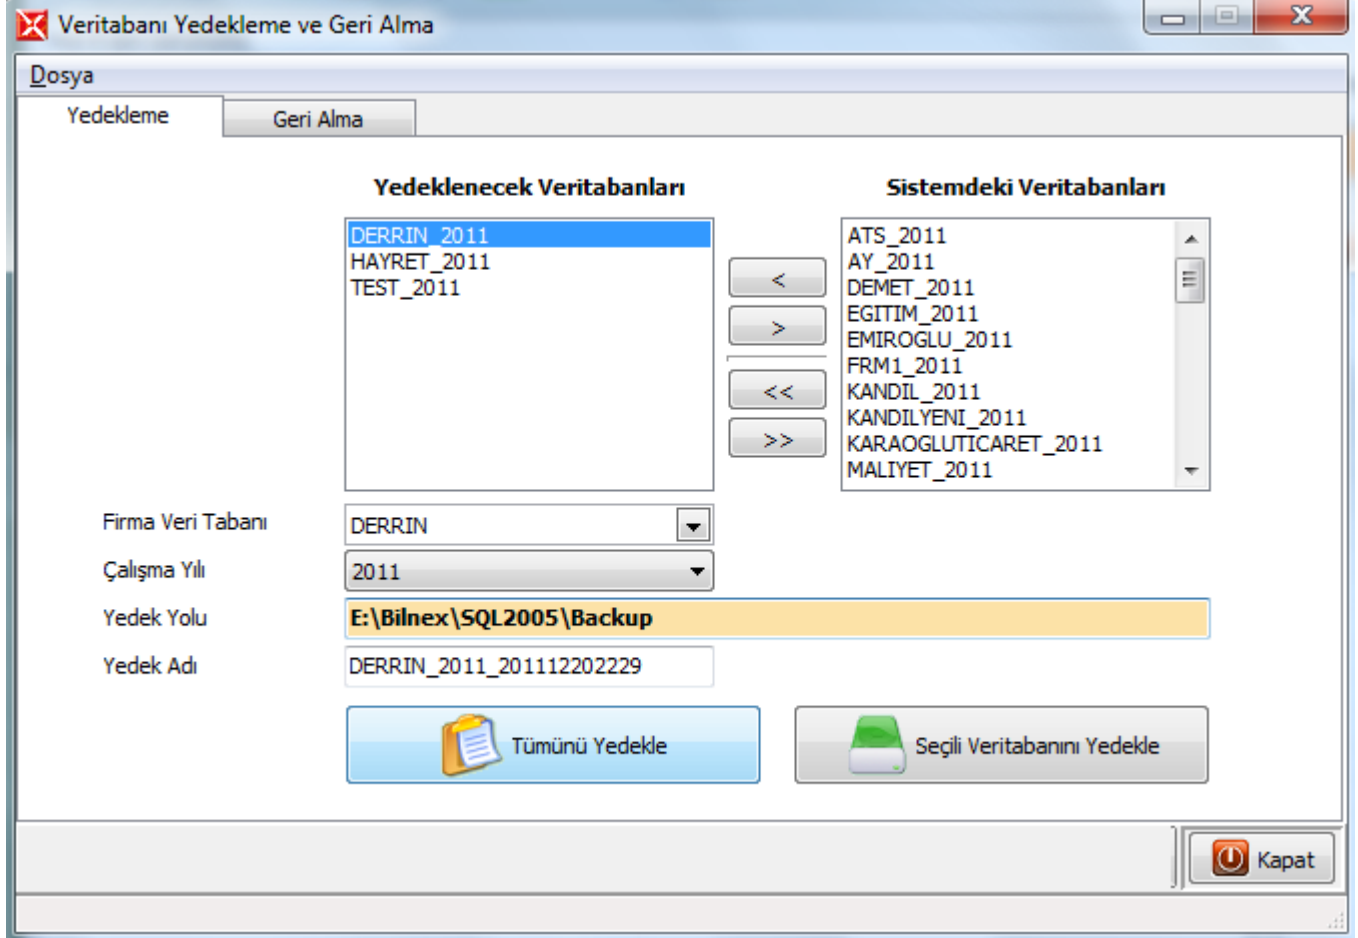 Veritabanı Yedekleme ve Geri Alma
Dosya
Yedekleme
Geri Alma
Yedeklenecek Veritabanları
Sistemdeki Veritabanları
DERRIN_2011
HAYRET_2011
TEST_2011
<
>
<<
>>
ATS_2011
AY_2011
DEMET_2011
EGITIM_2011
EMIROGLU_2011
FRM1_2011
KANDIL_2011
KANDILYENI_2011
KARAOGLUTICARET_2011
MALIYET_2011
Firma Veri Tabanı
DERRIN
Çalışma Yılı
2011
Yedek Yolu
E:\Bilnex\SQL2005\Backup
Yedek Adı
DERRIN_2011_201112202229
Tümünü Yedekle
Seçili Veritabanını Yedekle
Kapat